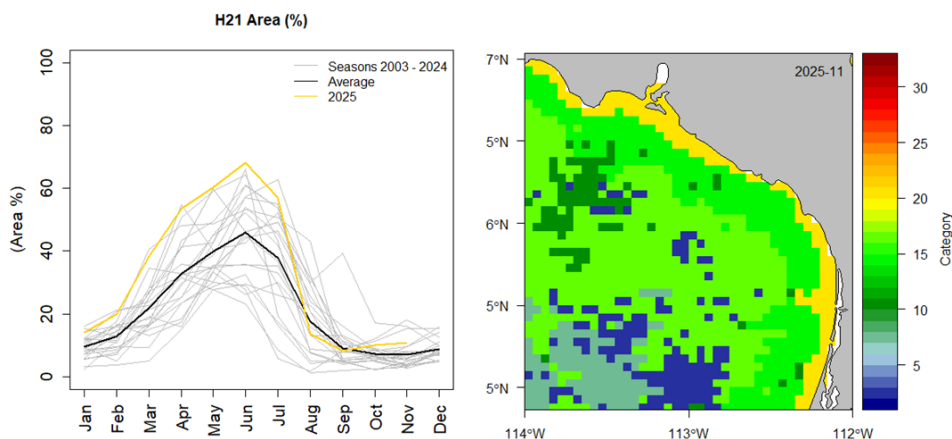 H21 Area (%)
(Area %)
100
80
60
40
20
0
Seasons 2003 - 2024
Average
2025
Jan
Feb
Mar
Apr
May
Jun
Jul
Aug
Sep
Oct
Nov
Dec
2025-11
7°N
5°N
6°N
5°N
5°N
114°W
113°W
112°W
30
25
20
15
10
5
Category